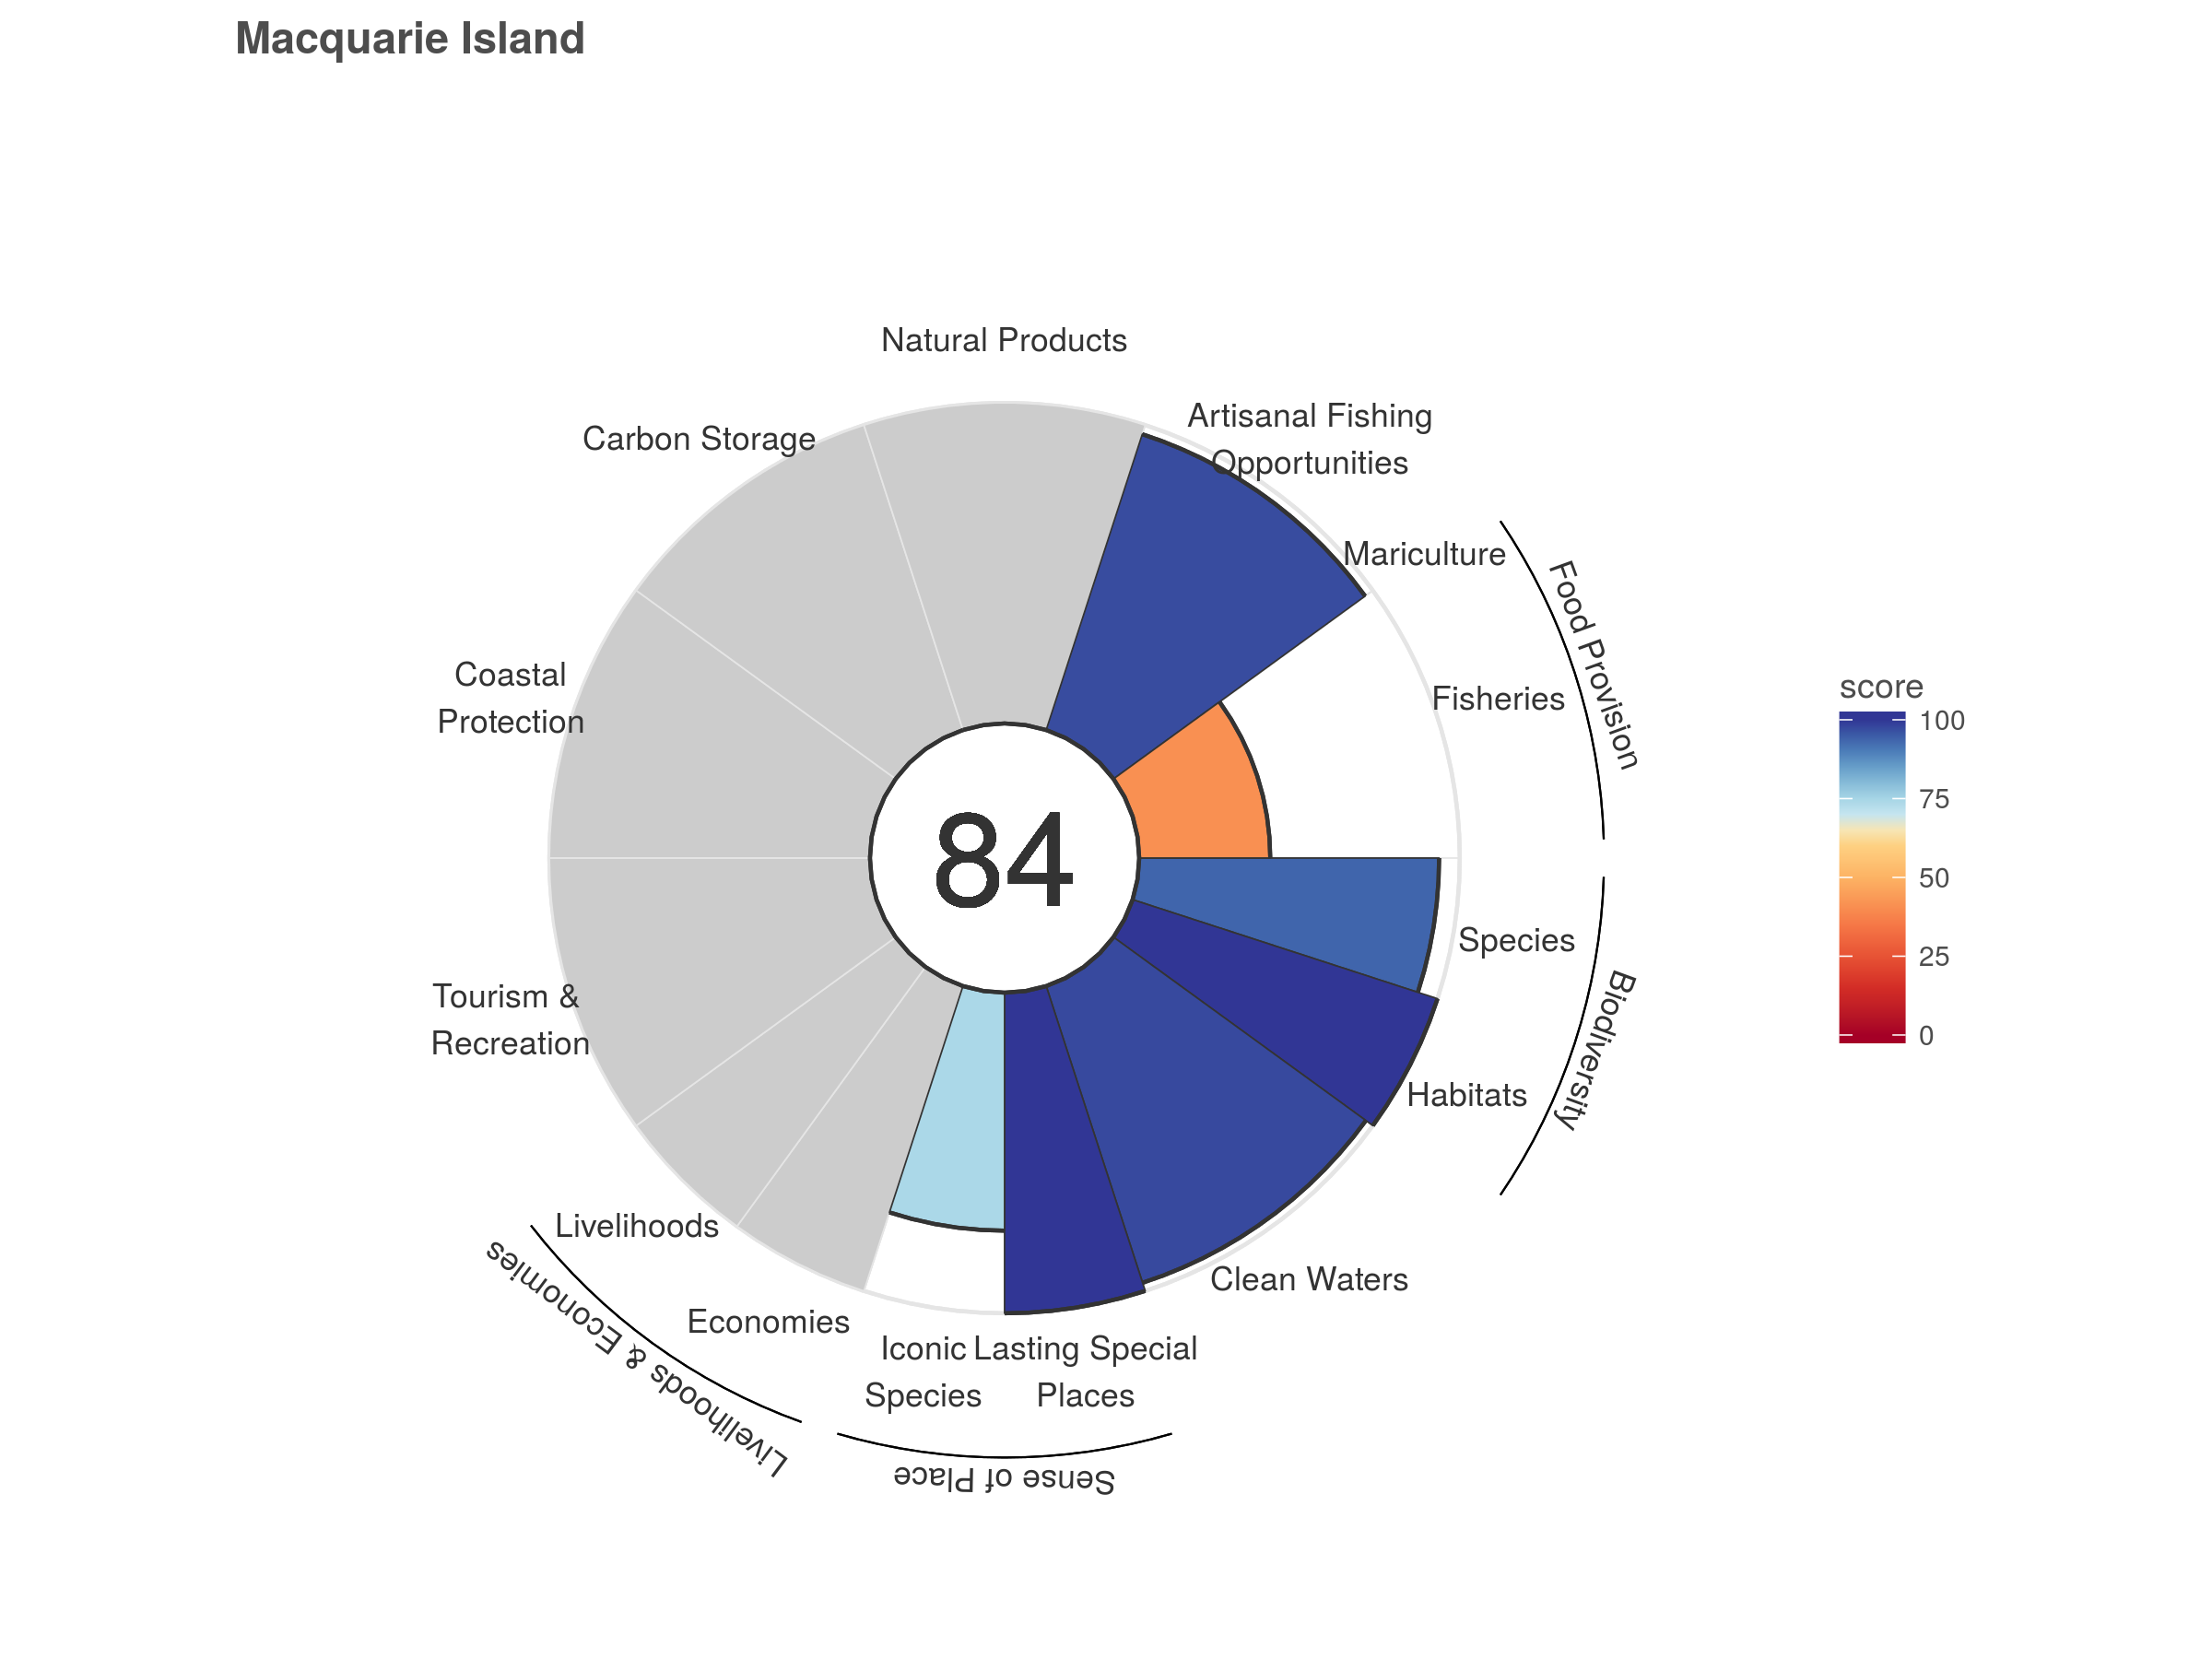 Macquarie Island
Natural Products
Artisanal Fishing
Opportunities
Carbon Storage
Mariculture
Food Provision
Fisheries
Coastal
Protection
score
100
75
50
25
0
84
Species
Biodiversity
Tourism &
Recreation
Habitats
Livelihoods
Clean Waters
Economies
Livelihoods & Economies
Iconic
Species
Lasting Special
Places
Sense of Place